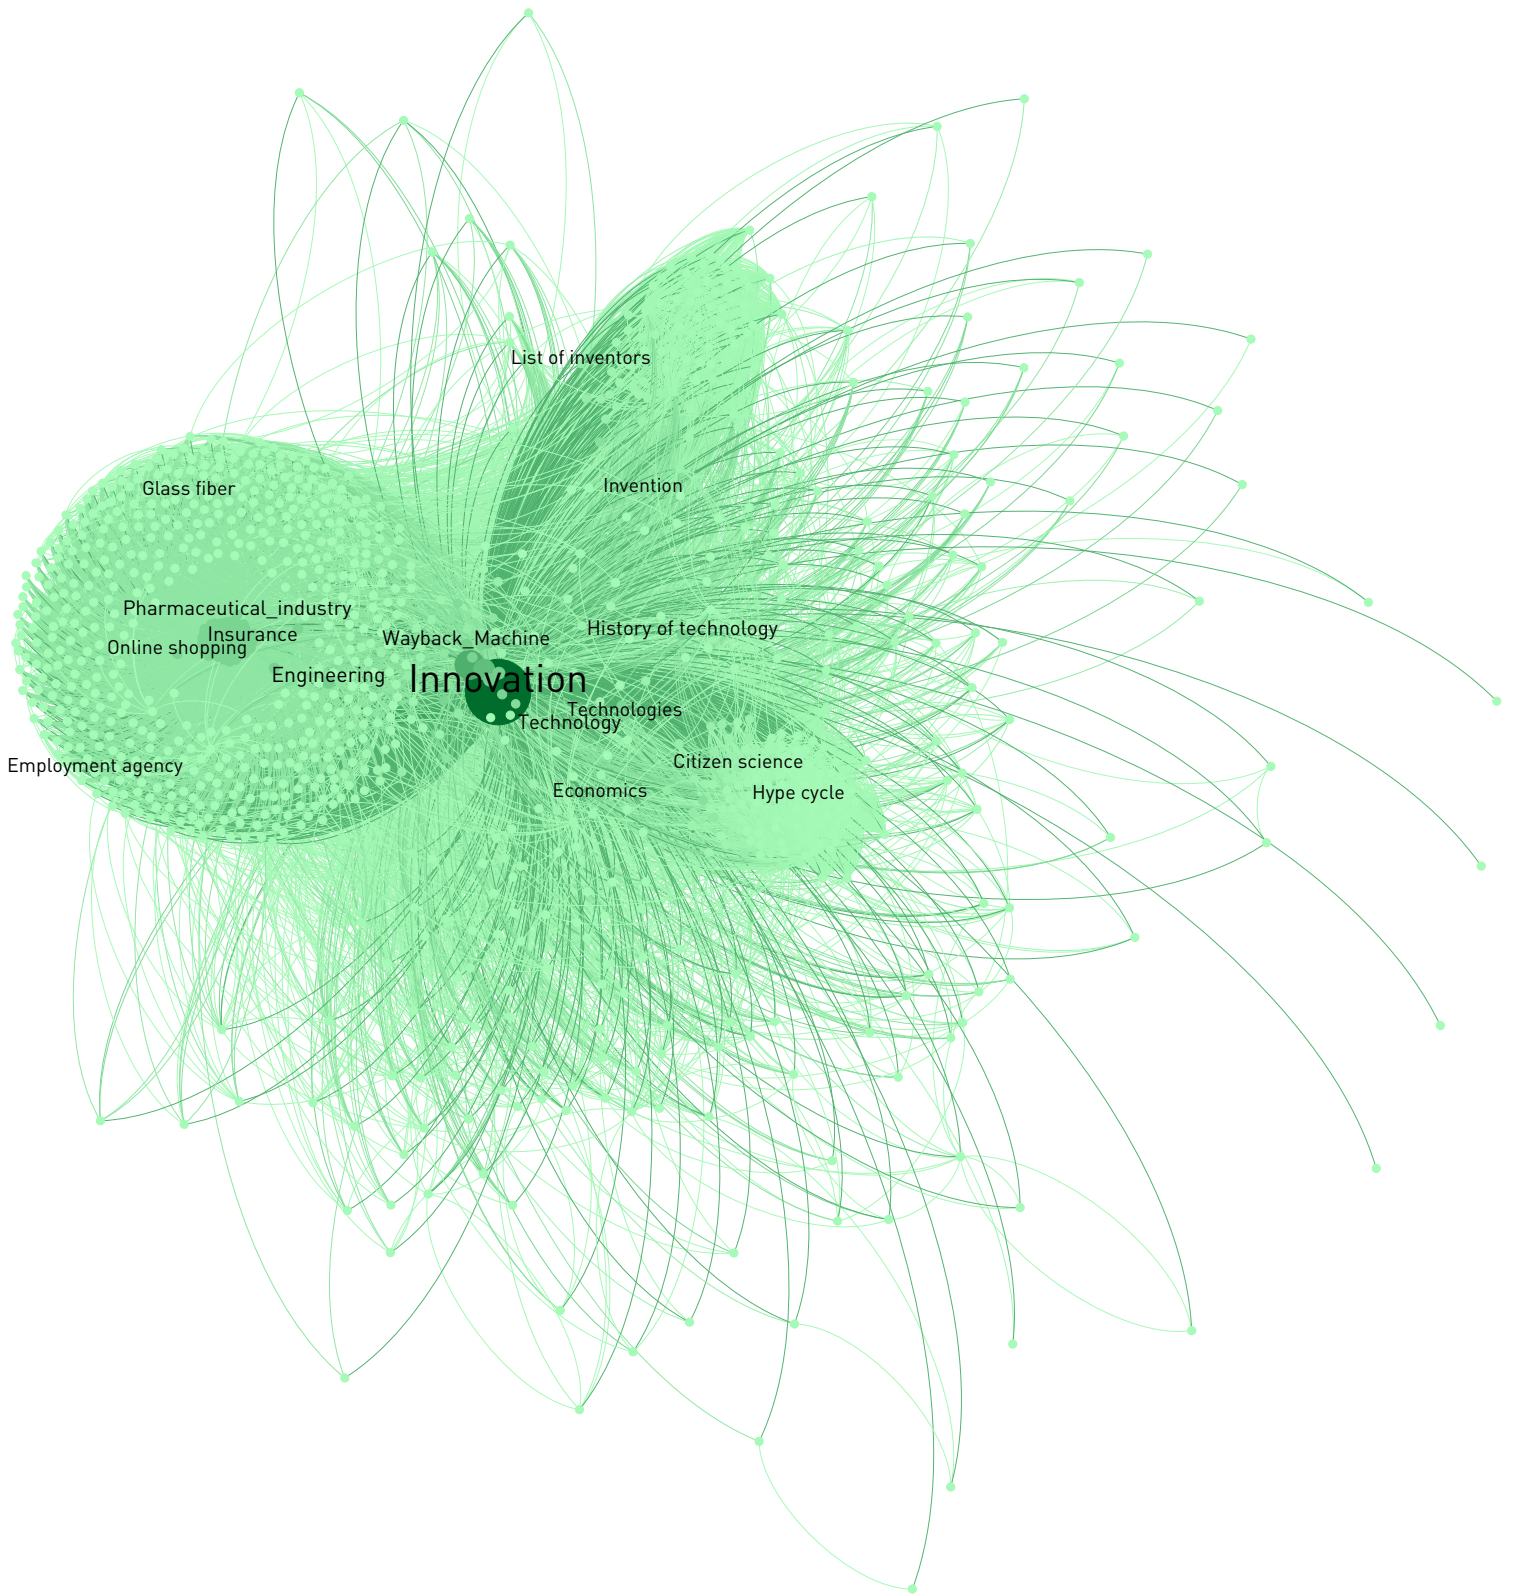 List of inventors
Glass fiber
Invention
Pharmaceutical_industry
Insurance
Online shopping
Wayback_Machine
History of technology
Engineering
Innovation
Technologies
Technology
Employment agency
Citizen science
Economics
Hype cycle